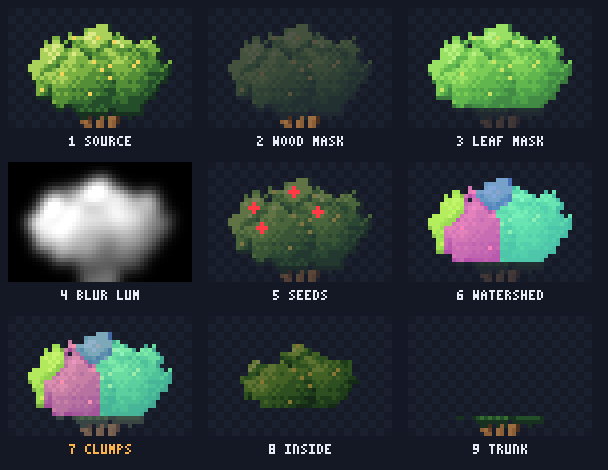 1 SOURCE
2 WOOD MASK
3 LEAF MASK
4 BLUR LUM
5 SEEDS
6 WATERSHED
7 CLUMPS
8 INSIDE
9 TRUNK